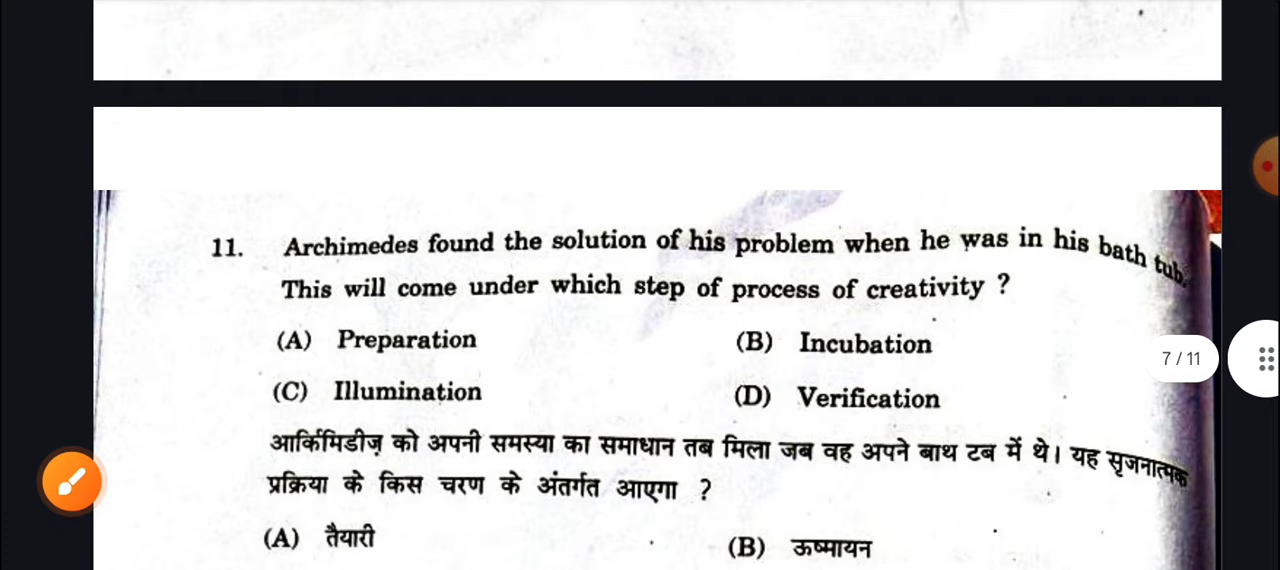 11. Archimedes found the solution of his problem when he was in his bath tub.
This will come under which step of process of creativity ?
(A) Preparation (B) Incubation
7 / 11
(C) Illumination (D) Verification
आर्किमिडीज़ को अपनी समस्या का समाधान तब मिला जब वह अपने बाथ टब में थे। यह सृजनात्मक
प्रक्रिया के किस चरण के अंतर्गत आएगा ?
(A) तैयारी (B) ऊष्मायन